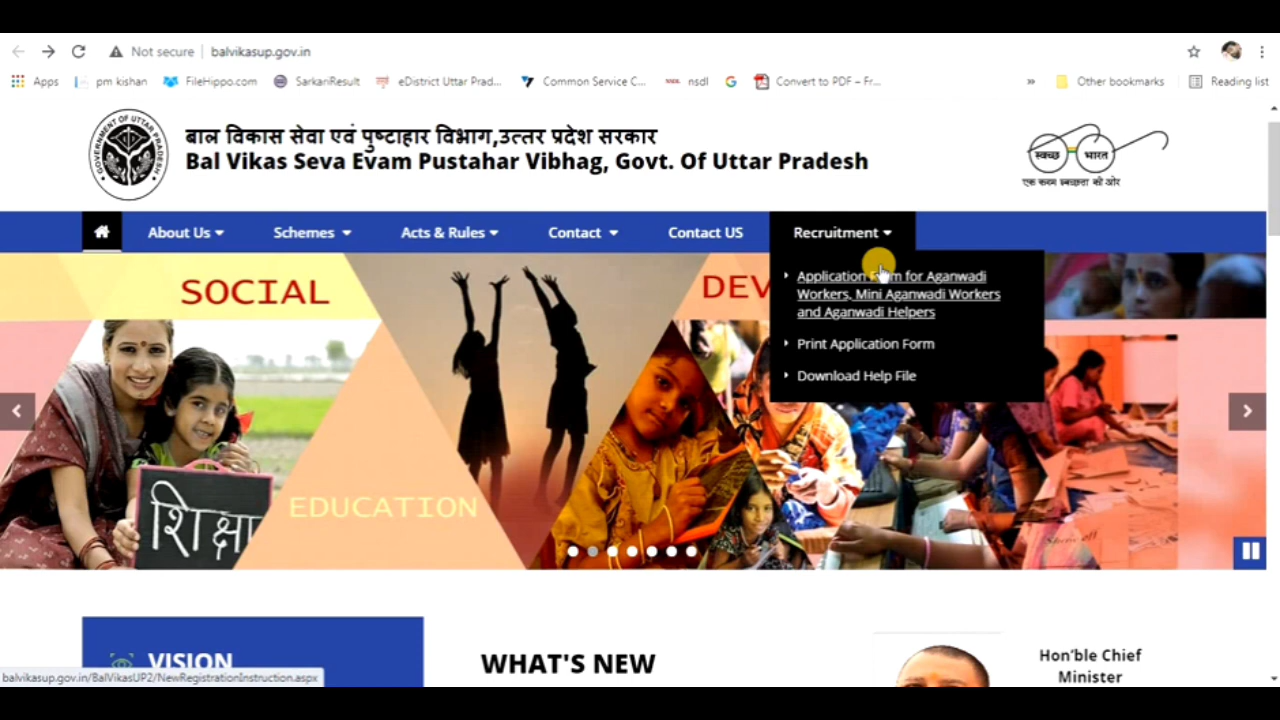 Not secure | balvikasup.gov.in
Apps pm kishan FileHippo.com SarkariResult eDistrict Uttar Prad... Common Service C... nsdl Convert to PDF – Fr... » Other bookmarks Reading list
GOVERNMENT OF UTTAR PRADESH
बाल विकास सेवा एवं पुष्टाहार विभाग,उत्तर प्रदेश सरकार
Bal Vikas Seva Evam Pustahar Vibhag, Govt. Of Uttar Pradesh
स्वच्छ भारत
एक कदम स्वच्छता की ओर
About Us Schemes Acts & Rules Contact Contact US Recruitment
Application for Aganwadi
Workers, Mini Aganwadi Workers
and Aganwadi Helpers
Print Application Form
Download Help File
SOCIAL
DEV
EDUCATION
शिक्षा
VISION
WHAT'S NEW
Hon'ble Chief
Minister
balvikasup.gov.in/BalVikasUP2/NewRegistrationInstruction.aspx